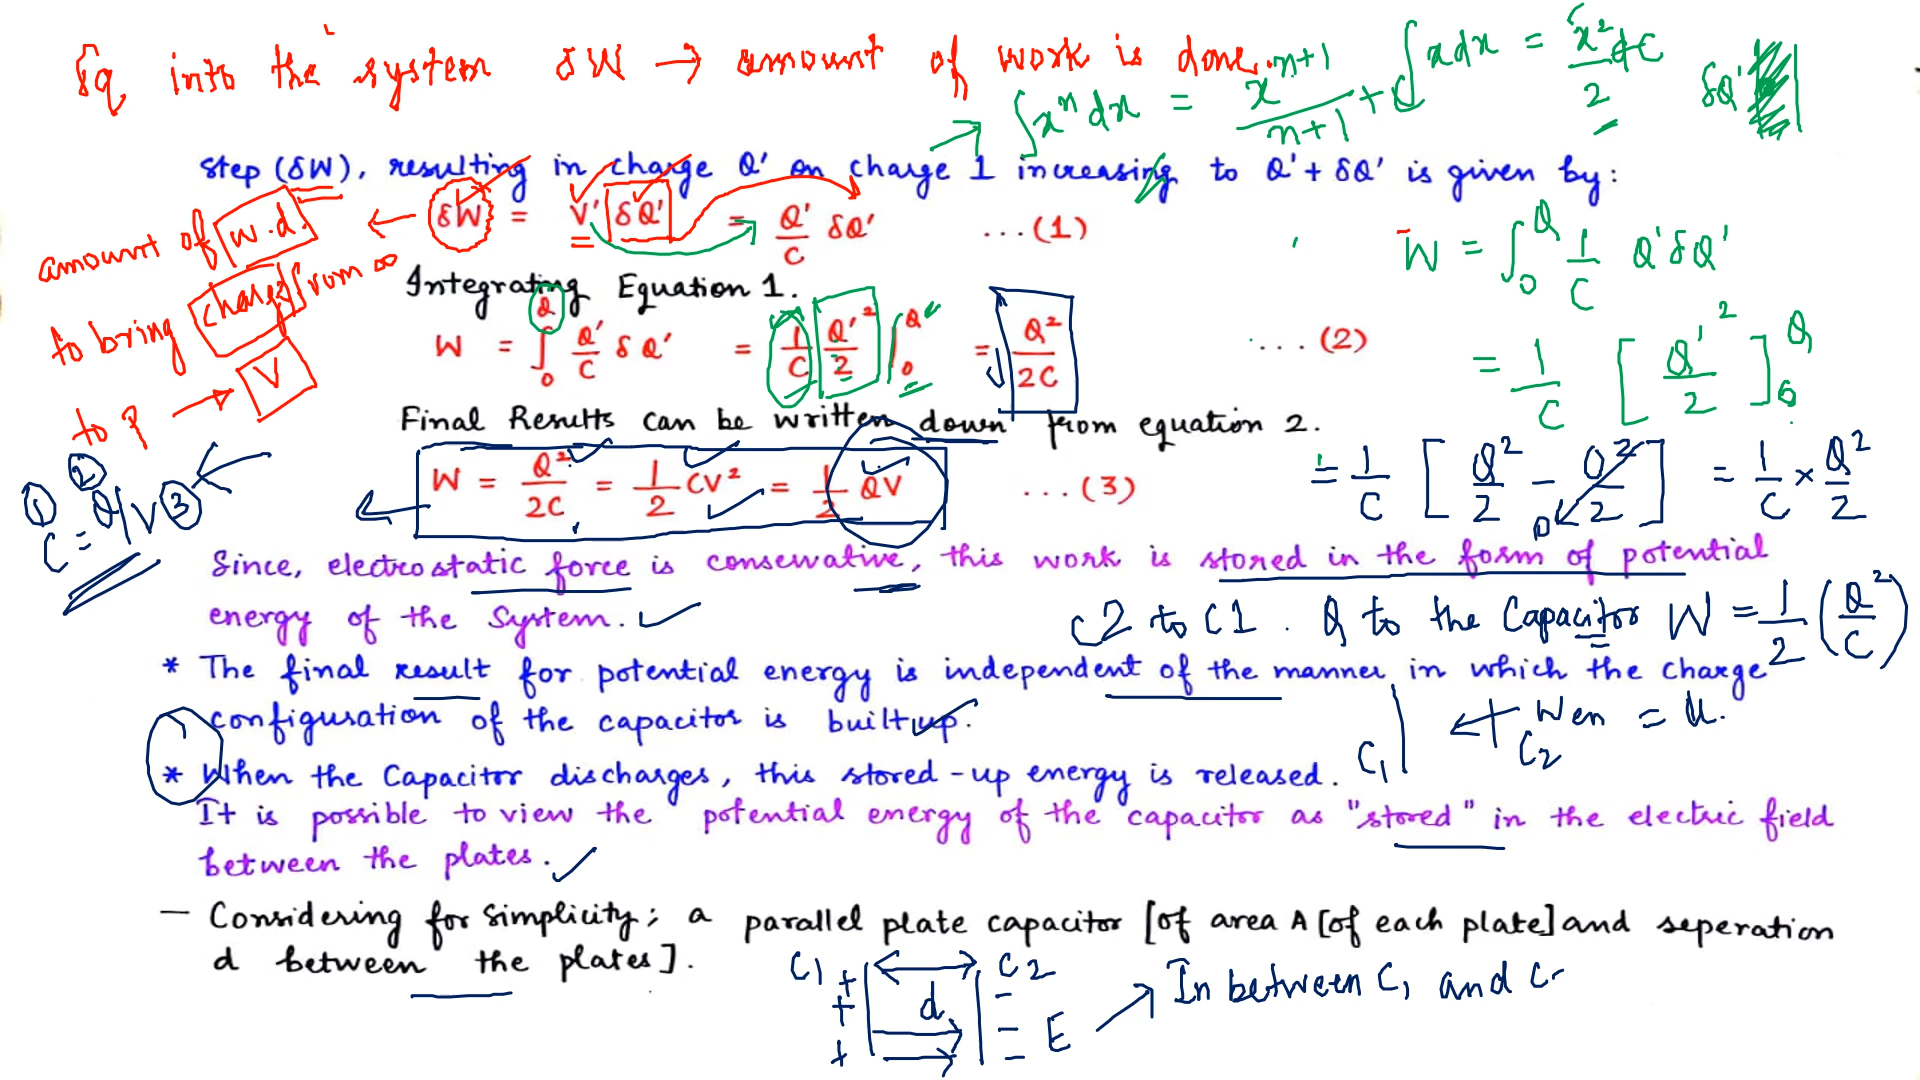 δq into the system δW → amount of work is done.
∫xⁿ dx = xⁿ⁺¹/n+1 + C
∫x dx = x²/2 + C
δQ'
step (δW), resulting in charge Q' on charge 1 increasing to Q' + δQ' is given by:
amount of w.d. ← δW = V' δQ' = Q'/C δQ' ...(1)
to bring charge from ∞
to P → V
Integrating Equation 1.
W = ∫₀^Q Q'/C δQ' = 1/C Q'²/2 |₀^Q = Q²/2C ....(2)
W = ∫₀^Q 1/C Q'δQ'
= 1/C [Q'²/2]₀^Q
= 1/C [Q²/2 - 0²/2] = 1/C × Q²/2
Final Results can be written down from equation 2.
① ② ③
C = Q/V
W = Q²/2C = 1/2 CV² = 1/2 QV ...(3)
Since, electrostatic force is consewative, this work is stored in the form of potential
energy of the System.
C2 to C1. Q to the Capacitor W = 1/2 (Q²/C)
* The final result for potential energy is independent of the manner in which the charge
configuration of the capacitor is built up.
C₁ | ← + Wen = U.
C₂
* When the Capacitor discharges, this stored-up energy is released.
It is possible to view the potential energy of the capacitor as "stored" in the electric field
between the plates.
— Considering for simplicity; a parallel plate capacitor [of area A [of each plate] and seperation
d between the plates].
C1 + + + d C2 - - - E → In between C₁ and C